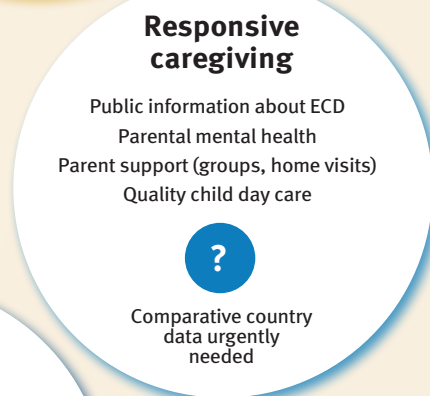 Responsive
caregiving
Public information about ECD
Parental mental health
Parent support (groups, home visits)
Quality child day care
?
Comparative country
data urgently
needed